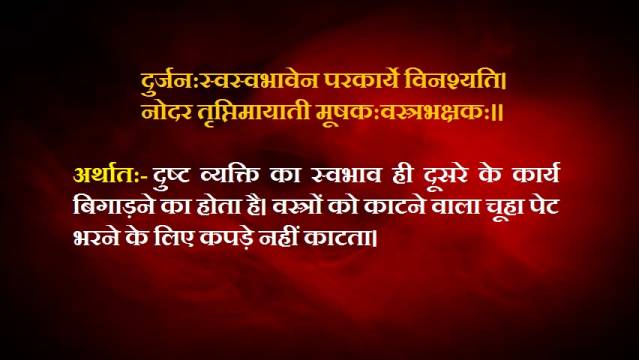 दुर्जनःस्वस्वभावेन परकार्ये विनश्यति।
नोदर तृप्तिमायाती मूषकःवस्त्रभक्षकः॥
अर्थातः- दुष्ट व्यक्ति का स्वभाव ही दूसरे के कार्य
बिगाड़ने का होता है। वस्त्रों को काटने वाला चूहा पेट
भरने के लिए कपड़े नहीं काटता।